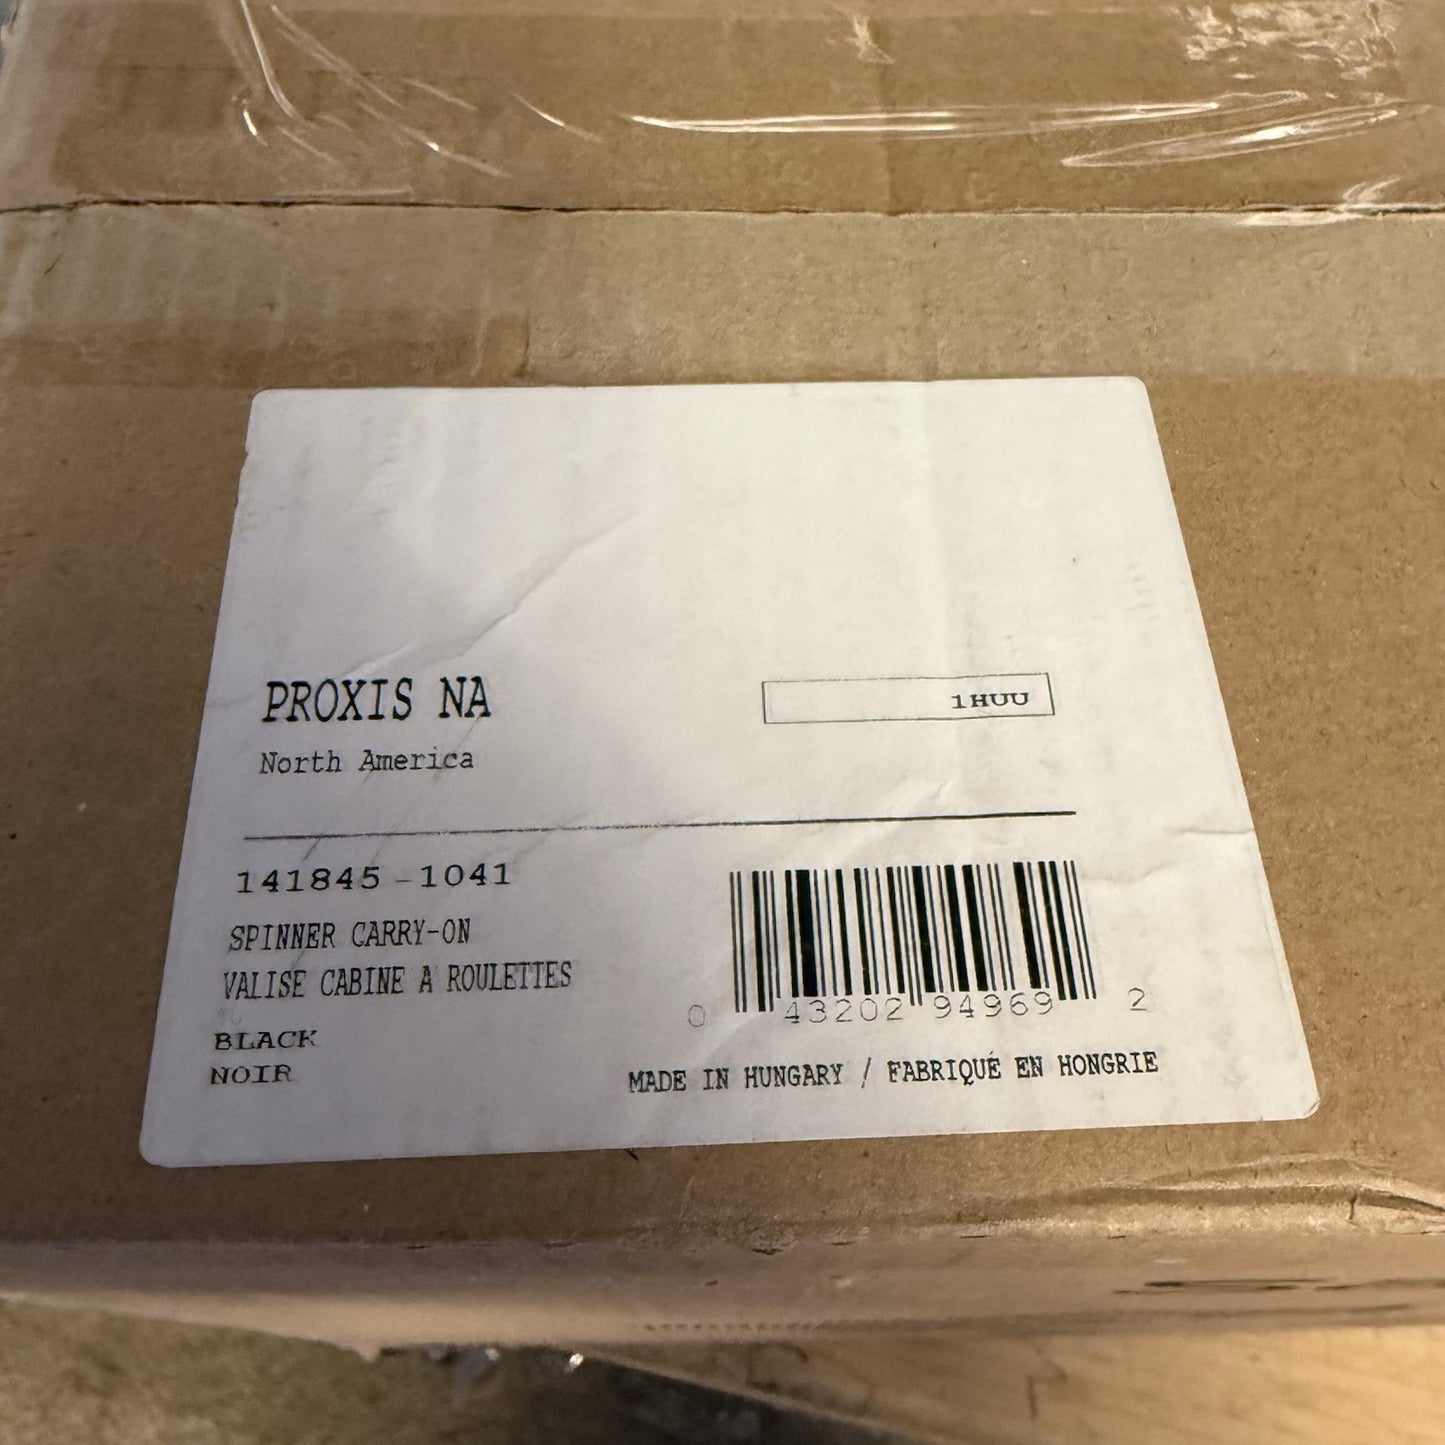 PROXIS NA
1HUU
North America
141845-1041
SPINNER CARRY-ON
VALISE CABINE A ROULETTES
BLACK
NOIR
0 43202 94969 2
MADE IN HUNGARY / FABRIQUÉ EN HONGRIE